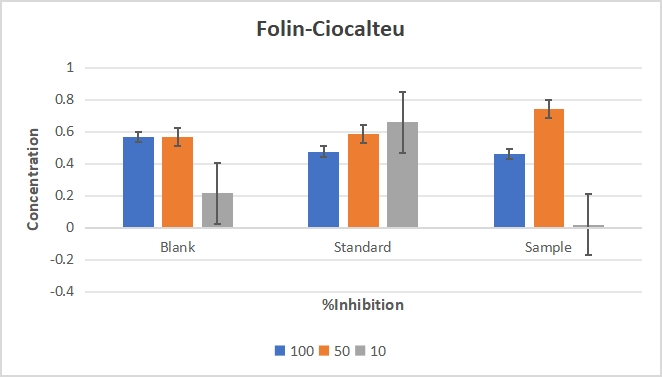 Folin-Ciocalteu
Concentration
1
0.8
0.6
0.4
0.2
0
-0.2
-0.4
Blank Standard Sample
%Inhibition
100 50 10